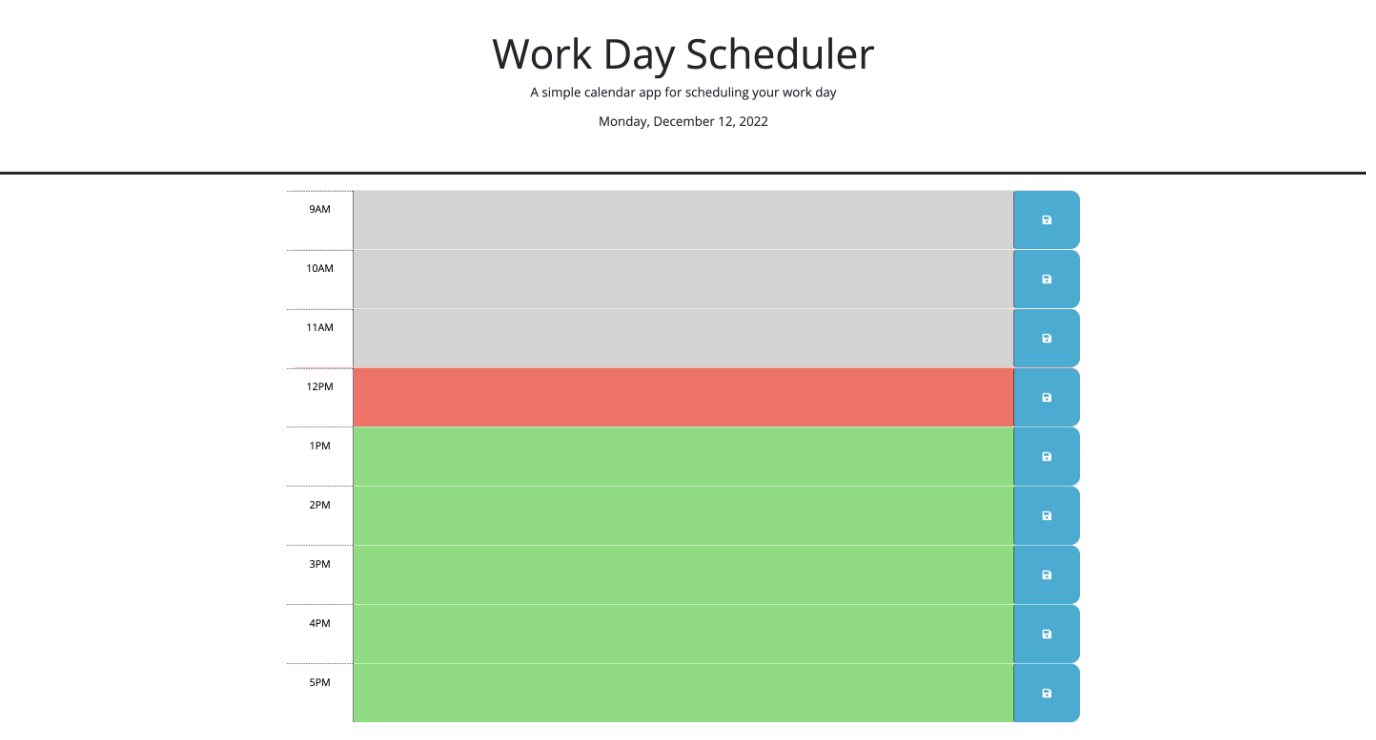 Work Day Scheduler
A simple calendar app for scheduling your work day
Monday, December 12, 2022
9AM
10AM
11AM
12PM
1PM
2PM
3PM
4PM
5PM